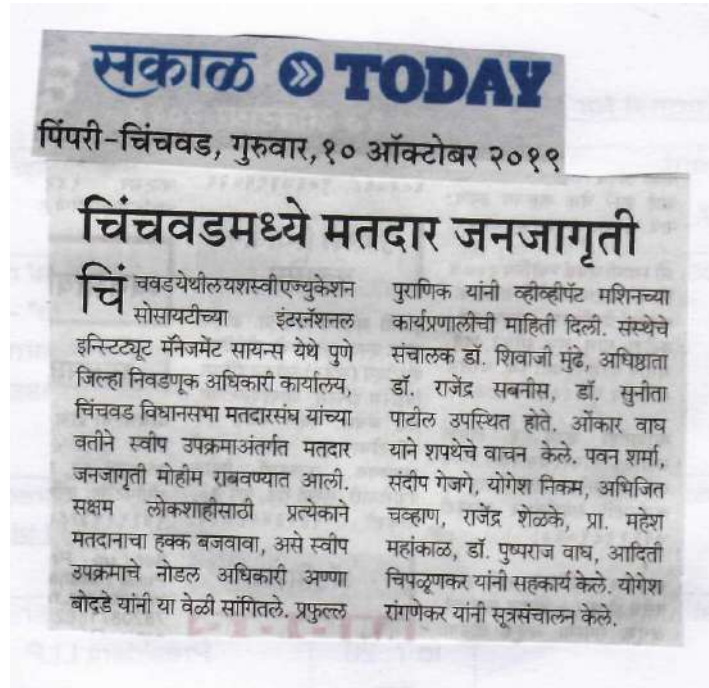 सकाळ » TODAY
पिंपरी-चिंचवड, गुरुवार, १० ऑक्टोबर २०१९
चिंचवडमध्ये मतदार जनजागृती
चिंचवड येथील यशस्वी एज्युकेशन
सोसायटीच्या इंटरनॅशनल
इन्स्टिट्यूट मॅनेजमेंट सायन्स येथे पुणे
जिल्हा निवडणूक अधिकारी कार्यालय,
चिंचवड विधानसभा मतदारसंघ यांच्या
वतीने स्वीप उपक्रमाअंतर्गत मतदार
जनजागृती मोहीम राबवण्यात आली.
सक्षम लोकशाहीसाठी प्रत्येकाने
मतदानाचा हक्क बजवावा, असे स्वीप
उपक्रमाचे नोडल अधिकारी अण्णा
बोदडे यांनी या वेळी सांगितले. प्रफुल्ल
पुराणिक यांनी व्हीव्हीपॅट मशिनच्या
कार्यप्रणालीची माहिती दिली. संस्थेचे
संचालक डॉ. शिवाजी मुंढे, अधिष्ठाता
डॉ. राजेंद्र सबनीस, डॉ. सुनीता
पाटील उपस्थित होते. ओंकार वाघ
याने शपथेचे वाचन केले. पवन शर्मा,
संदीप गेजगे, योगेश निकम, अभिजित
चव्हाण, राजेंद्र शेळके, प्रा. महेश
महांकाळ, डॉ. पुष्पराज वाघ, आदिती
चिपळूणकर यांनी सहकार्य केले. योगेश
रांगणेकर यांनी सूत्रसंचालन केले.